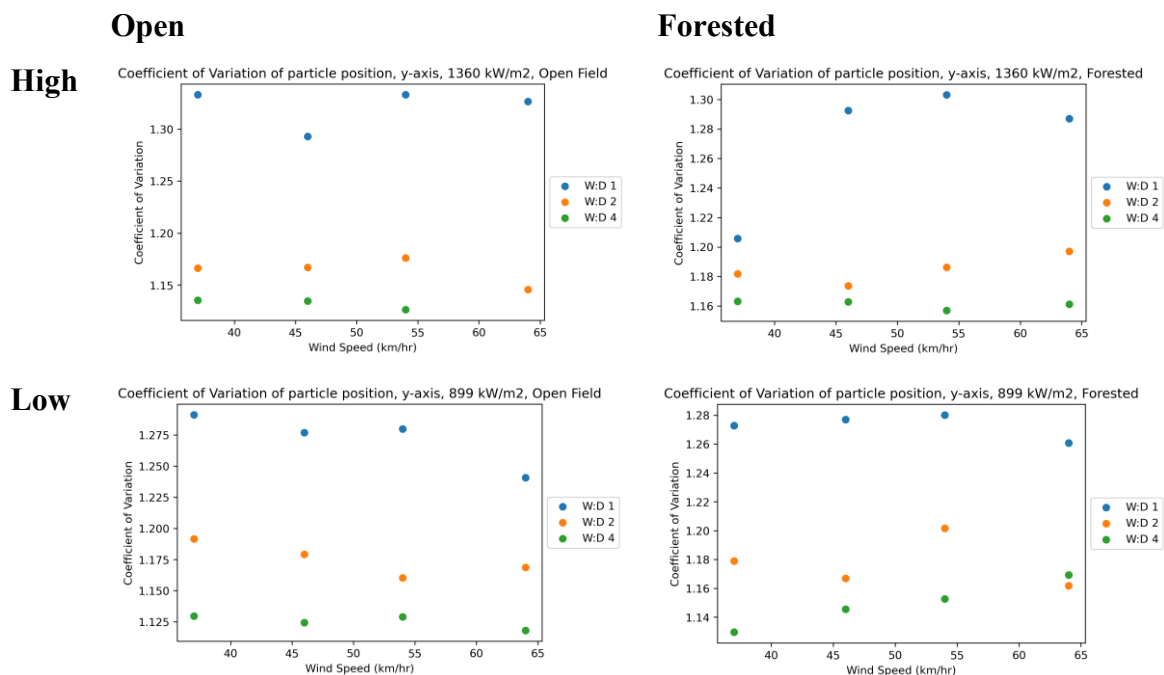 Open
Forested
High
Coefficient of Variation of particle position, y-axis, 1360 kW/m2, Open Field
1.30
1.25
1.20
1.15
Coefficient of Variation
40
45
50
55
60
65
Wind Speed (km/hr)
W:D 1
W:D 2
W:D 4
Coefficient of Variation of particle position, y-axis, 1360 kW/m2, Forested
1.30
1.28
1.26
1.24
1.22
1.20
1.18
1.16
Coefficient of Variation
40
45
50
55
60
65
Wind Speed (km/hr)
W:D 1
W:D 2
W:D 4
Low
Coefficient of Variation of particle position, y-axis, 899 kW/m2, Open Field
1.275
1.250
1.225
1.200
1.175
1.150
1.125
Coefficient of Variation
40
45
50
55
60
65
Wind Speed (km/hr)
W:D 1
W:D 2
W:D 4
Coefficient of Variation of particle position, y-axis, 899 kW/m2, Forested
1.28
1.26
1.24
1.22
1.20
1.18
1.16
1.14
Coefficient of Variation
40
45
50
55
60
65
Wind Speed (km/hr)
W:D 1
W:D 2
W:D 4